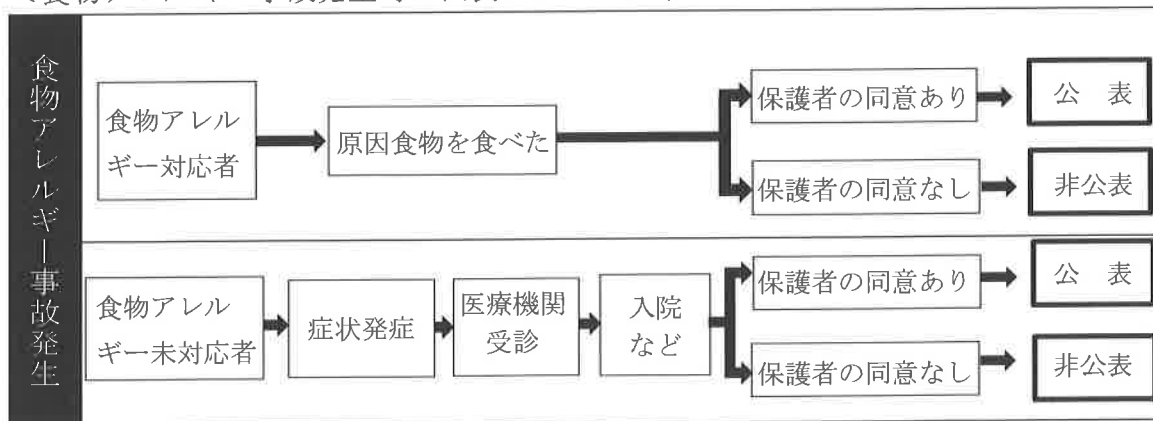 食物アレルギー事故発生
食物アレル
ギー対応者
原因食物を食べた
保護者の同意あり
公　表
保護者の同意なし
非公表
食物アレル
ギー未対応者
症状発症
医療機関
受診
入院
など
保護者の同意あり
公　表
保護者の同意なし
非公表